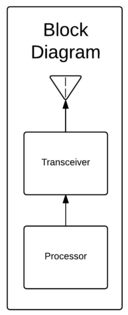 Block
Diagram
Transceiver
Processor